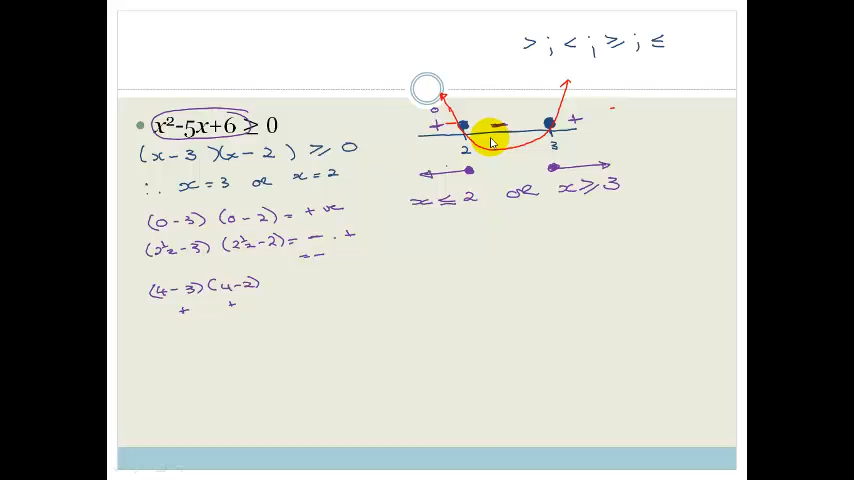 > ; < ; ≥ ; ≤
x²-5x+6 ≥ 0
(x-3)(x-2) ≥ 0
∴ x = 3 or x = 2
(0-3)(0-2) = +ve
(2½-3)(2½-2) = - . +
= -
(4-3)(4-2)
+ +
0
+ - +
2 3
x ≤ 2 or x ≥ 3